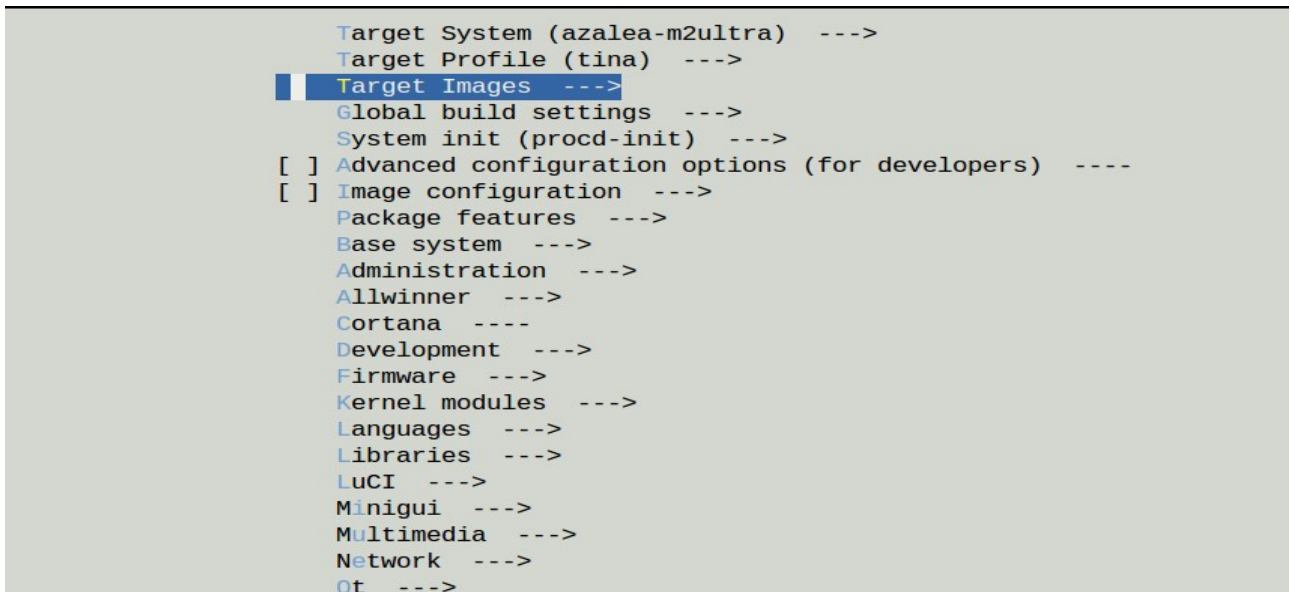 Target System (azalea-m2ultra)  --->
Target Profile (tina)  --->
Target Images  --->
Global build settings  --->
System init (procd-init)  --->
[ ] Advanced configuration options (for developers)  ----
[ ] Image configuration  --->
Package features  --->
Base system  --->
Administration  --->
Allwinner  --->
Cortana  ----
Development  --->
Firmware  --->
Kernel modules  --->
Languages  --->
Libraries  --->
LuCI  --->
Minigui  --->
Multimedia  --->
Network  --->
Qt  --->